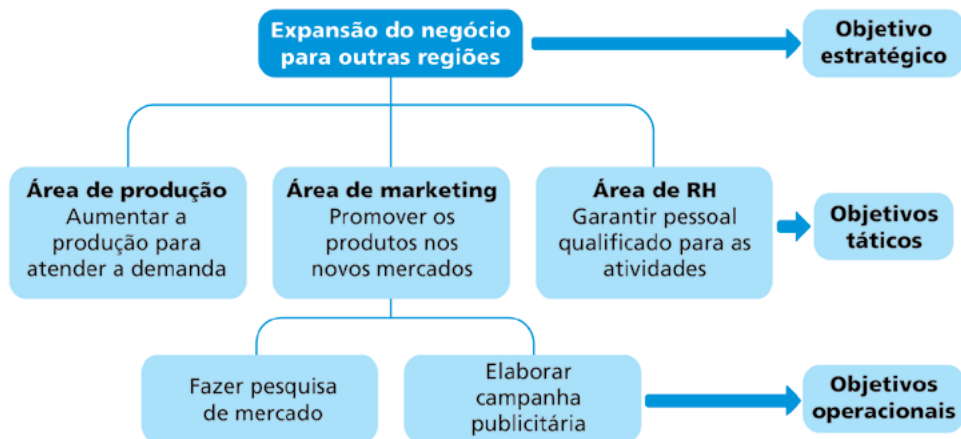 Expansão do negócio
para outras regiões
Objetivo
estratégico
Área de produção
Aumentar a
produção para
atender a demanda
Área de marketing
Promover os
produtos nos
novos mercados
Área de RH
Garantir pessoal
qualificado para as
atividades
Objetivos
táticos
Fazer pesquisa
de mercado
Elaborar
campanha
publicitária
Objetivos
operacionais